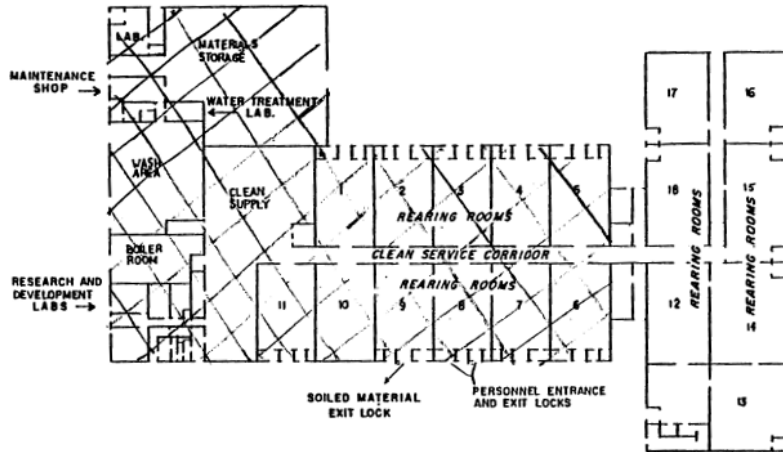 LAB.
MATERIALS
STORAGE
MAINTENANCE
SHOP
WATER TREATMENT
LAB.
WASH
AREA
CLEAN
SUPPLY
BOILER
ROOM
RESEARCH AND
DEVELOPMENT
LABS
1
2
3
4
5
REARING ROOMS
CLEAN SERVICE CORRIDOR
REARING ROOMS
11
10
9
8
7
6
SOILED MATERIAL
EXIT LOCK
PERSONNEL ENTRANCE
AND EXIT LOCKS
17
16
18
15
REARING ROOMS
REARING ROOMS
12
14
13